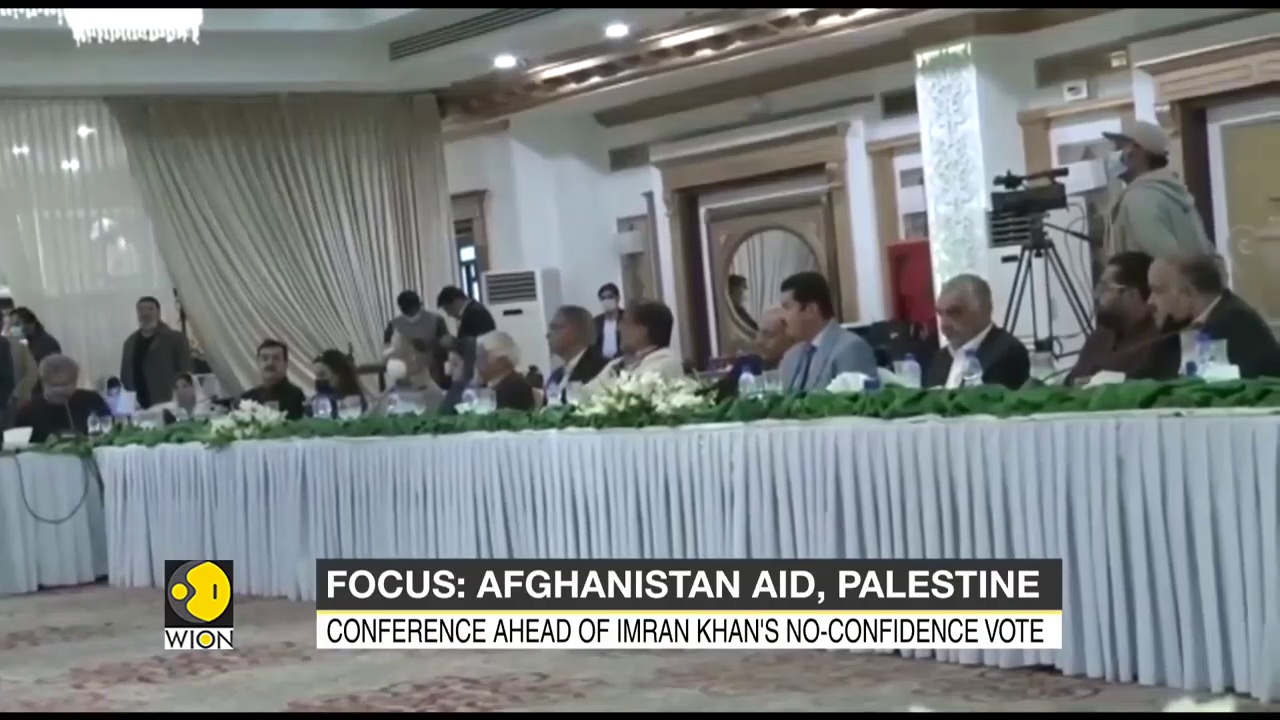 FOCUS: AFGHANISTAN AID, PALESTINE
CONFERENCE AHEAD OF IMRAN KHAN'S NO-CONFIDENCE VOTE
WION